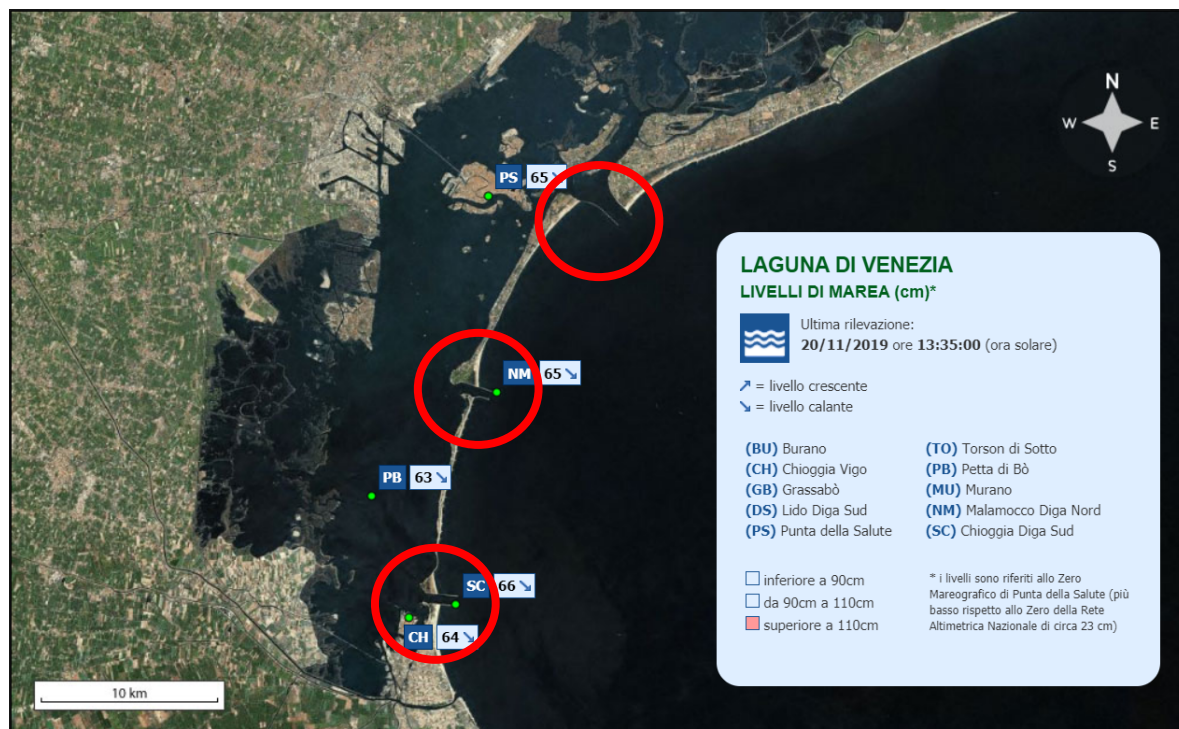 N
W
E
S
PS 65 ↘
NM 65 ↘
PB 63 ↘
SC 66 ↘
CH 64 ↘
10 km
LAGUNA DI VENEZIA
LIVELLI DI MAREA (cm)*
Ultima rilevazione:
20/11/2019 ore 13:35:00 (ora solare)
↗ = livello crescente
↘ = livello calante
(BU) Burano
(CH) Chioggia Vigo
(GB) Grassabò
(DS) Lido Diga Sud
(PS) Punta della Salute
(TO) Torson di Sotto
(PB) Petta di Bò
(MU) Murano
(NM) Malamocco Diga Nord
(SC) Chioggia Diga Sud
inferiore a 90cm
da 90cm a 110cm
superiore a 110cm
* i livelli sono riferiti allo Zero
Mareografico di Punta della Salute (più
basso rispetto allo Zero della Rete
Altimetrica Nazionale di circa 23 cm)